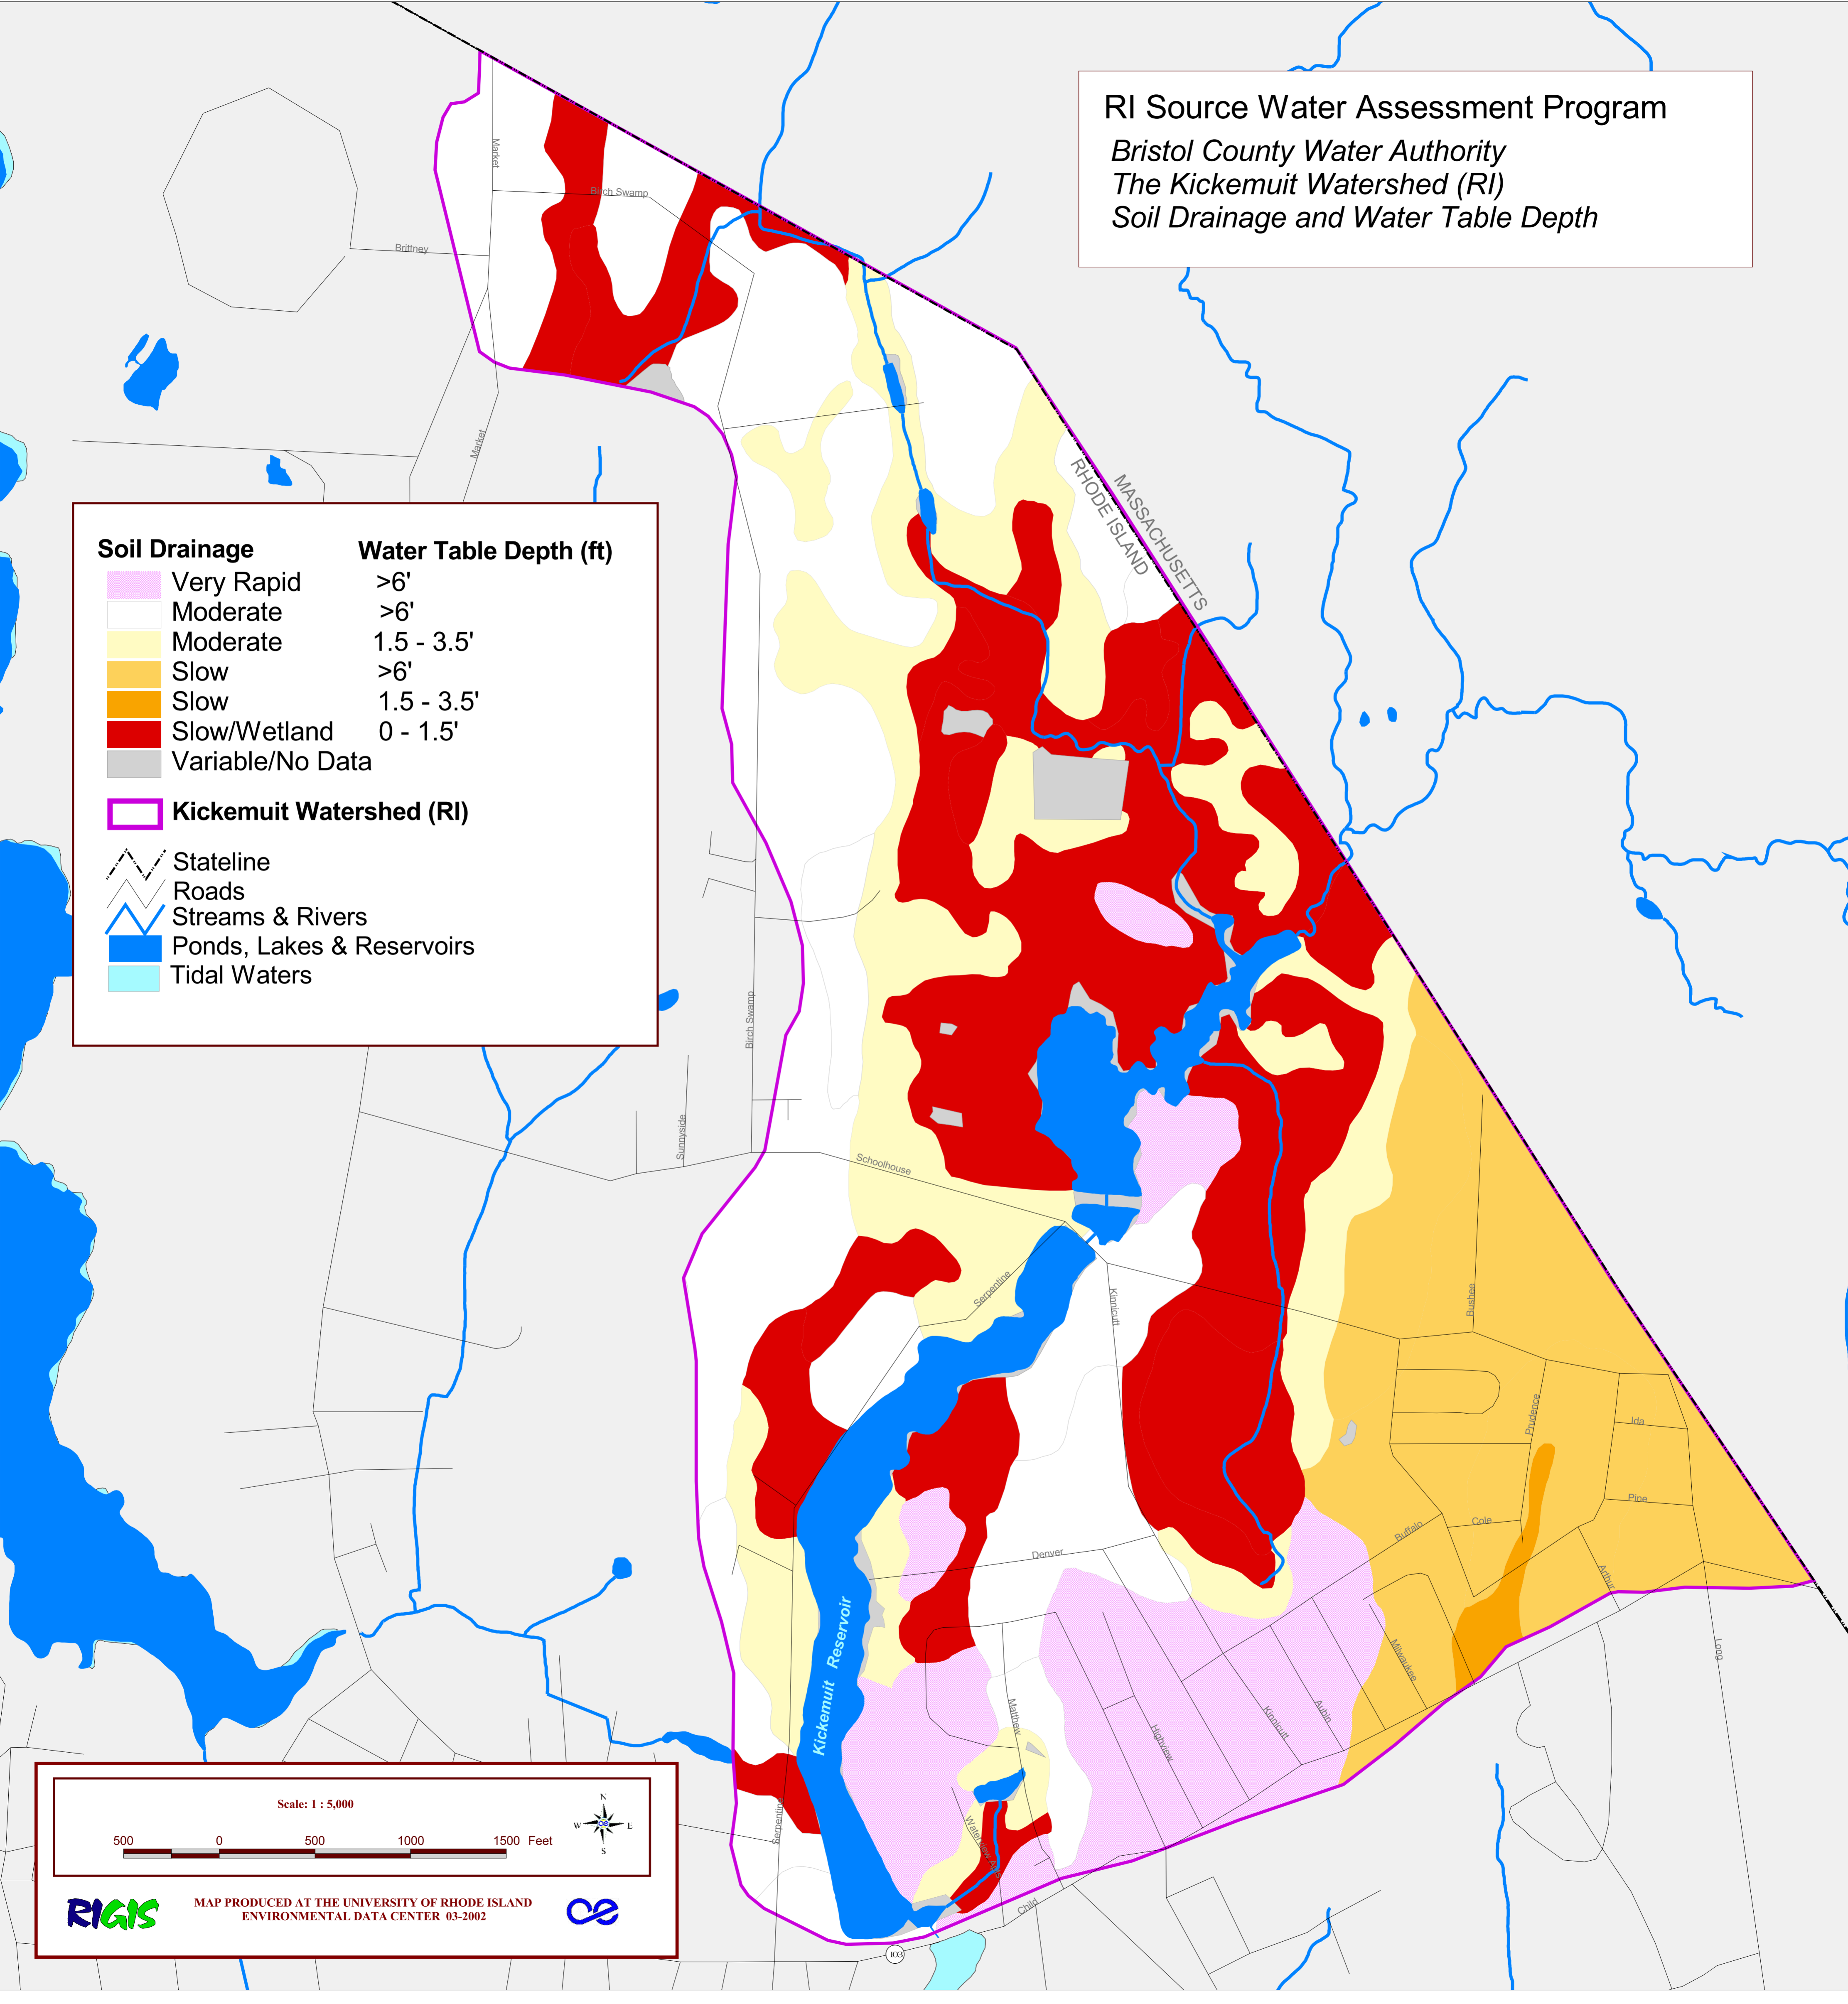 RI Source Water Assessment Program
Bristol County Water Authority
The Kickemuit Watershed (RI)
Soil Drainage and Water Table Depth
Market
Birch Swamp
Brittney
Market
MASSACHUSETTS
RHODE ISLAND
Soil Drainage Water Table Depth (ft)
Very Rapid >6'
Moderate >6'
Moderate 1.5 - 3.5'
Slow >6'
Slow 1.5 - 3.5'
Slow/Wetland 0 - 1.5'
Variable/No Data
Kickemuit Watershed (RI)
Stateline
Roads
Streams & Rivers
Ponds, Lakes & Reservoirs
Tidal Waters
Birch Swamp
Sunnyside
Schoolhouse
Serpentine
Kinnicutt
Bushee
Prudence
Ida
Pine
Cole
Buffalo
Denver
Arthur
Kickemuit Reservoir
Milwaukee
Long
Matthew
Highview
Kinnicutt
Aubin
Serpentine
Child
103
Scale: 1 : 5,000
N
W E
S
500 0 500 1000 1500 Feet
RIGIS
MAP PRODUCED AT THE UNIVERSITY OF RHODE ISLAND
ENVIRONMENTAL DATA CENTER 03-2002